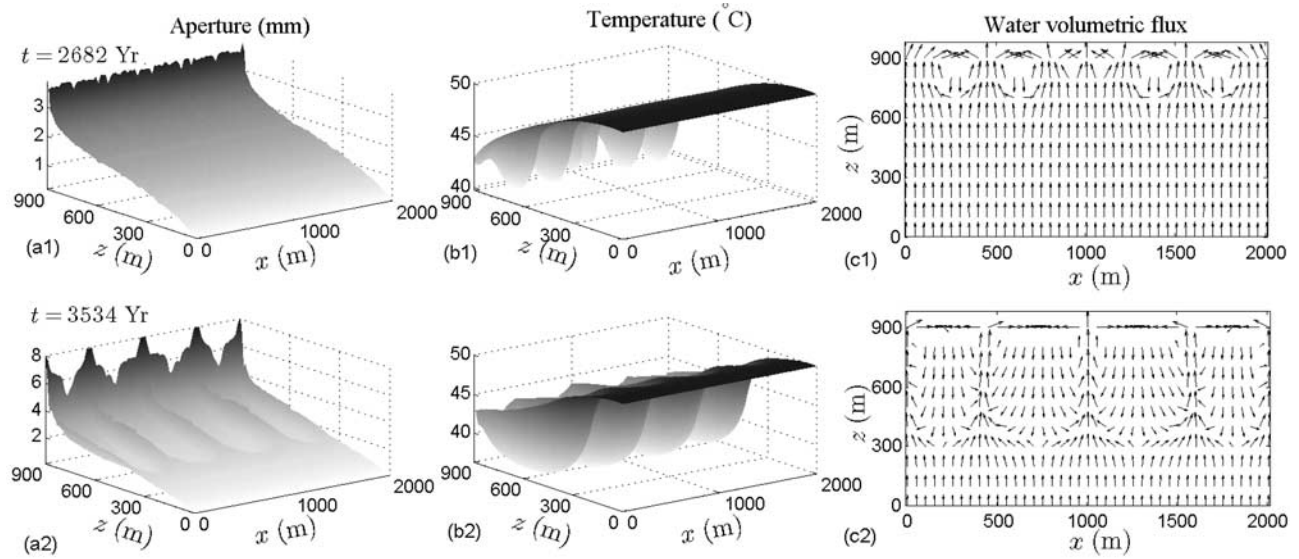 Aperture (mm)
Temperature (°C)
Water volumetric flux
t = 2682 Yr
3
2
1
900
600
300
0
0
1000
2000
z (m)
x (m)
(a1)
50
45
40
900
600
300
0
0
1000
2000
z (m)
x (m)
(b1)
900
600
300
0
z (m)
0
500
1000
1500
2000
x (m)
(c1)
t = 3534 Yr
8
6
4
2
900
600
300
0
0
1000
2000
z (m)
x (m)
(a2)
50
45
40
900
600
300
0
0
1000
2000
z (m)
x (m)
(b2)
900
600
300
0
z (m)
0
500
1000
1500
2000
x (m)
(c2)